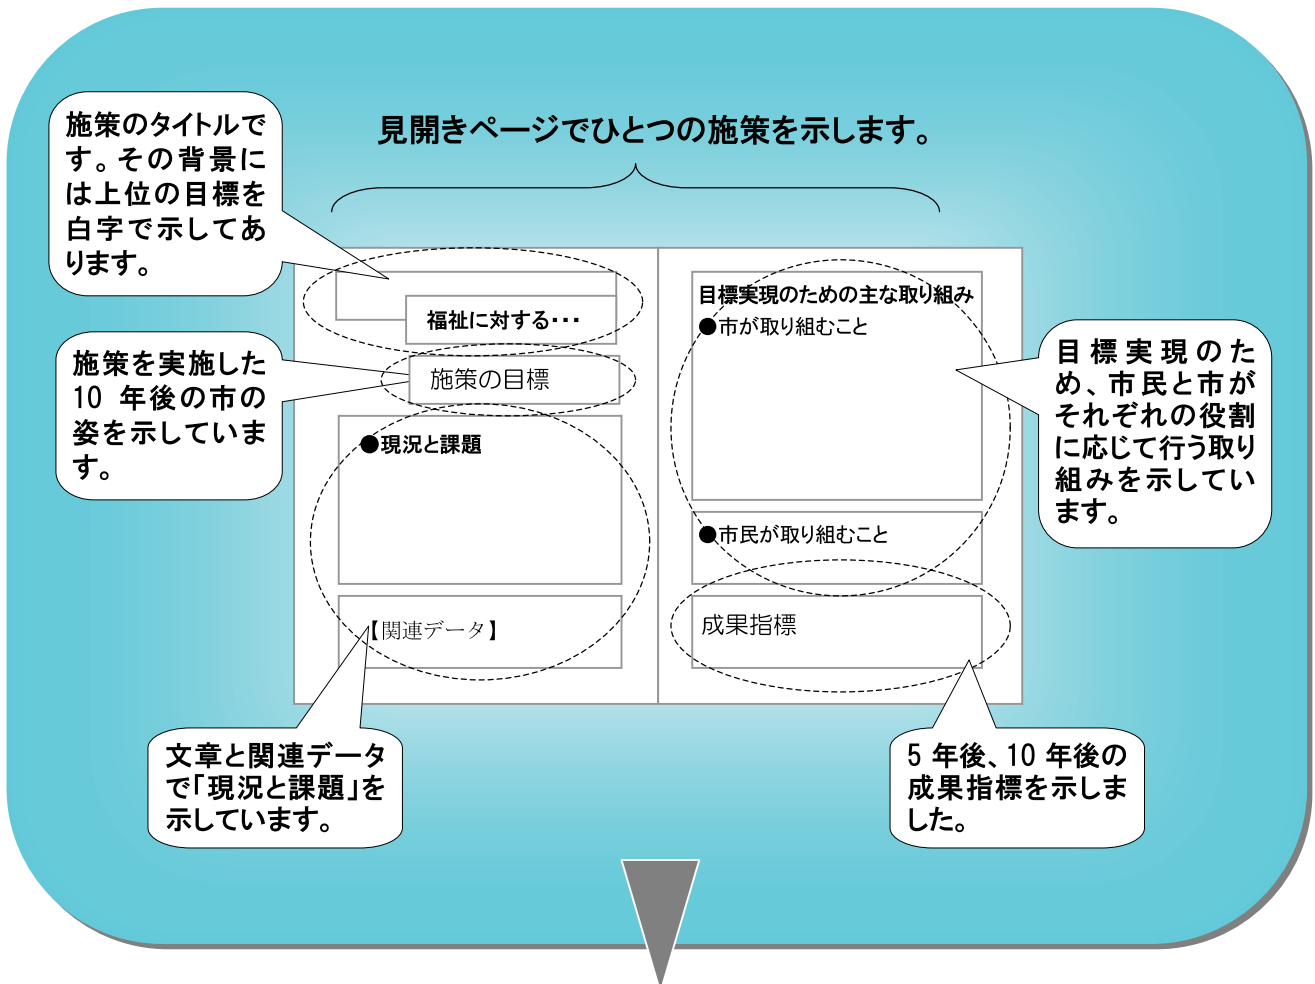 見開きページでひとつの施策を示します。
施策のタイトルで
す。その背景に
は上位の目標を
白字で示してあ
ります。
福祉に対する・・・
施策を実施した
10 年後の市の
姿を示していま
す。
施策の目標
●現況と課題
【関連データ】
文章と関連データ
で「現況と課題」を
示しています。
目標実現のための主な取り組み
●市が取り組むこと
目標実現のた
め、市民と市が
それぞれの役割
に応じて行う取り
組みを示してい
ます。
●市民が取り組むこと
成果指標
5 年後、10 年後の
成果指標を示しま
した。